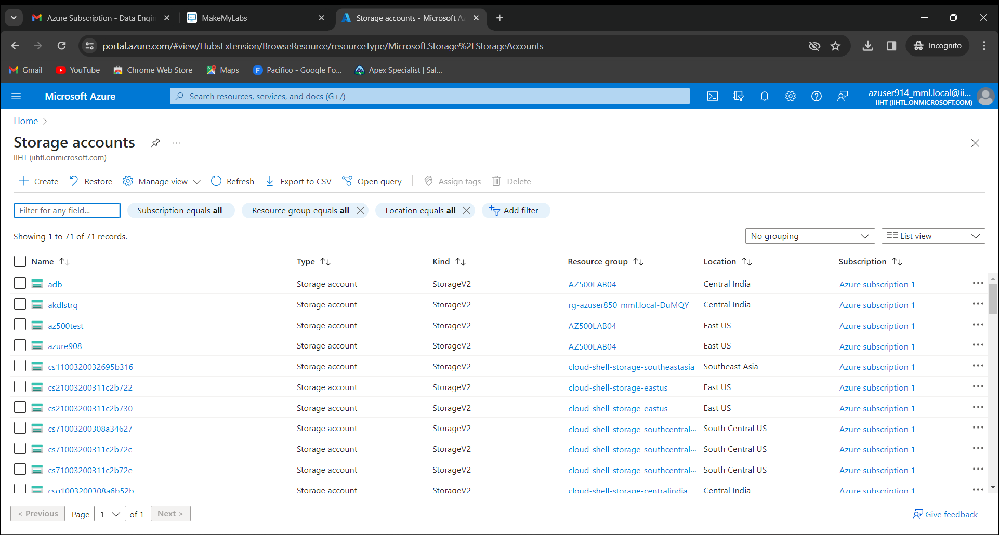 Azure Subscription - Data Engin
MakeMyLabs
Storage accounts - Microsoft Az
portal.azure.com/#view/HubsExtension/BrowseResource/resourceType/Microsoft.Storage%2FStorageAccounts
Incognito
Gmail
YouTube
Chrome Web Store
Maps
Pacifico - Google Fo...
Apex Specialist | Sal...
Microsoft Azure
Search resources, services, and docs (G+/)
azuser914_mml.local@ii...
IIHT (IIHTL.ONMICROSOFT.COM)
Home
Storage accounts
IIHT (iihtl.onmicrosoft.com)
Create
Restore
Manage view
Refresh
Export to CSV
Open query
Assign tags
Delete
Filter for any field...
Subscription equals all
Resource group equals all
Location equals all
Add filter
Showing 1 to 71 of 71 records.
No grouping
List view
Name Type Kind Resource group Location Subscription
adb Storage account StorageV2 AZ500LAB04 Central India Azure subscription 1
akdlstrg Storage account StorageV2 rg-azuser850_mml.local-DuMQY Central India Azure subscription 1
az500test Storage account StorageV2 AZ500LAB04 East US Azure subscription 1
azure908 Storage account StorageV2 AZ500LAB04 East US Azure subscription 1
cs1100320032695b316 Storage account StorageV2 cloud-shell-storage-southeastasia Southeast Asia Azure subscription 1
cs21003200311c2b722 Storage account StorageV2 cloud-shell-storage-eastus East US Azure subscription 1
cs21003200311c2b730 Storage account StorageV2 cloud-shell-storage-eastus East US Azure subscription 1
cs71003200308a34627 Storage account StorageV2 cloud-shell-storage-southcentral... South Central US Azure subscription 1
cs71003200311c2b72c Storage account StorageV2 cloud-shell-storage-southcentral... South Central US Azure subscription 1
cs71003200311c2b72e Storage account StorageV2 cloud-shell-storage-southcentral... South Central US Azure subscription 1
csg1003200308a6b52b Storage account StorageV2 cloud-shell-storage-centralindia Central India Azure subscription 1
< Previous
Page 1 of 1
Next >
Give feedback